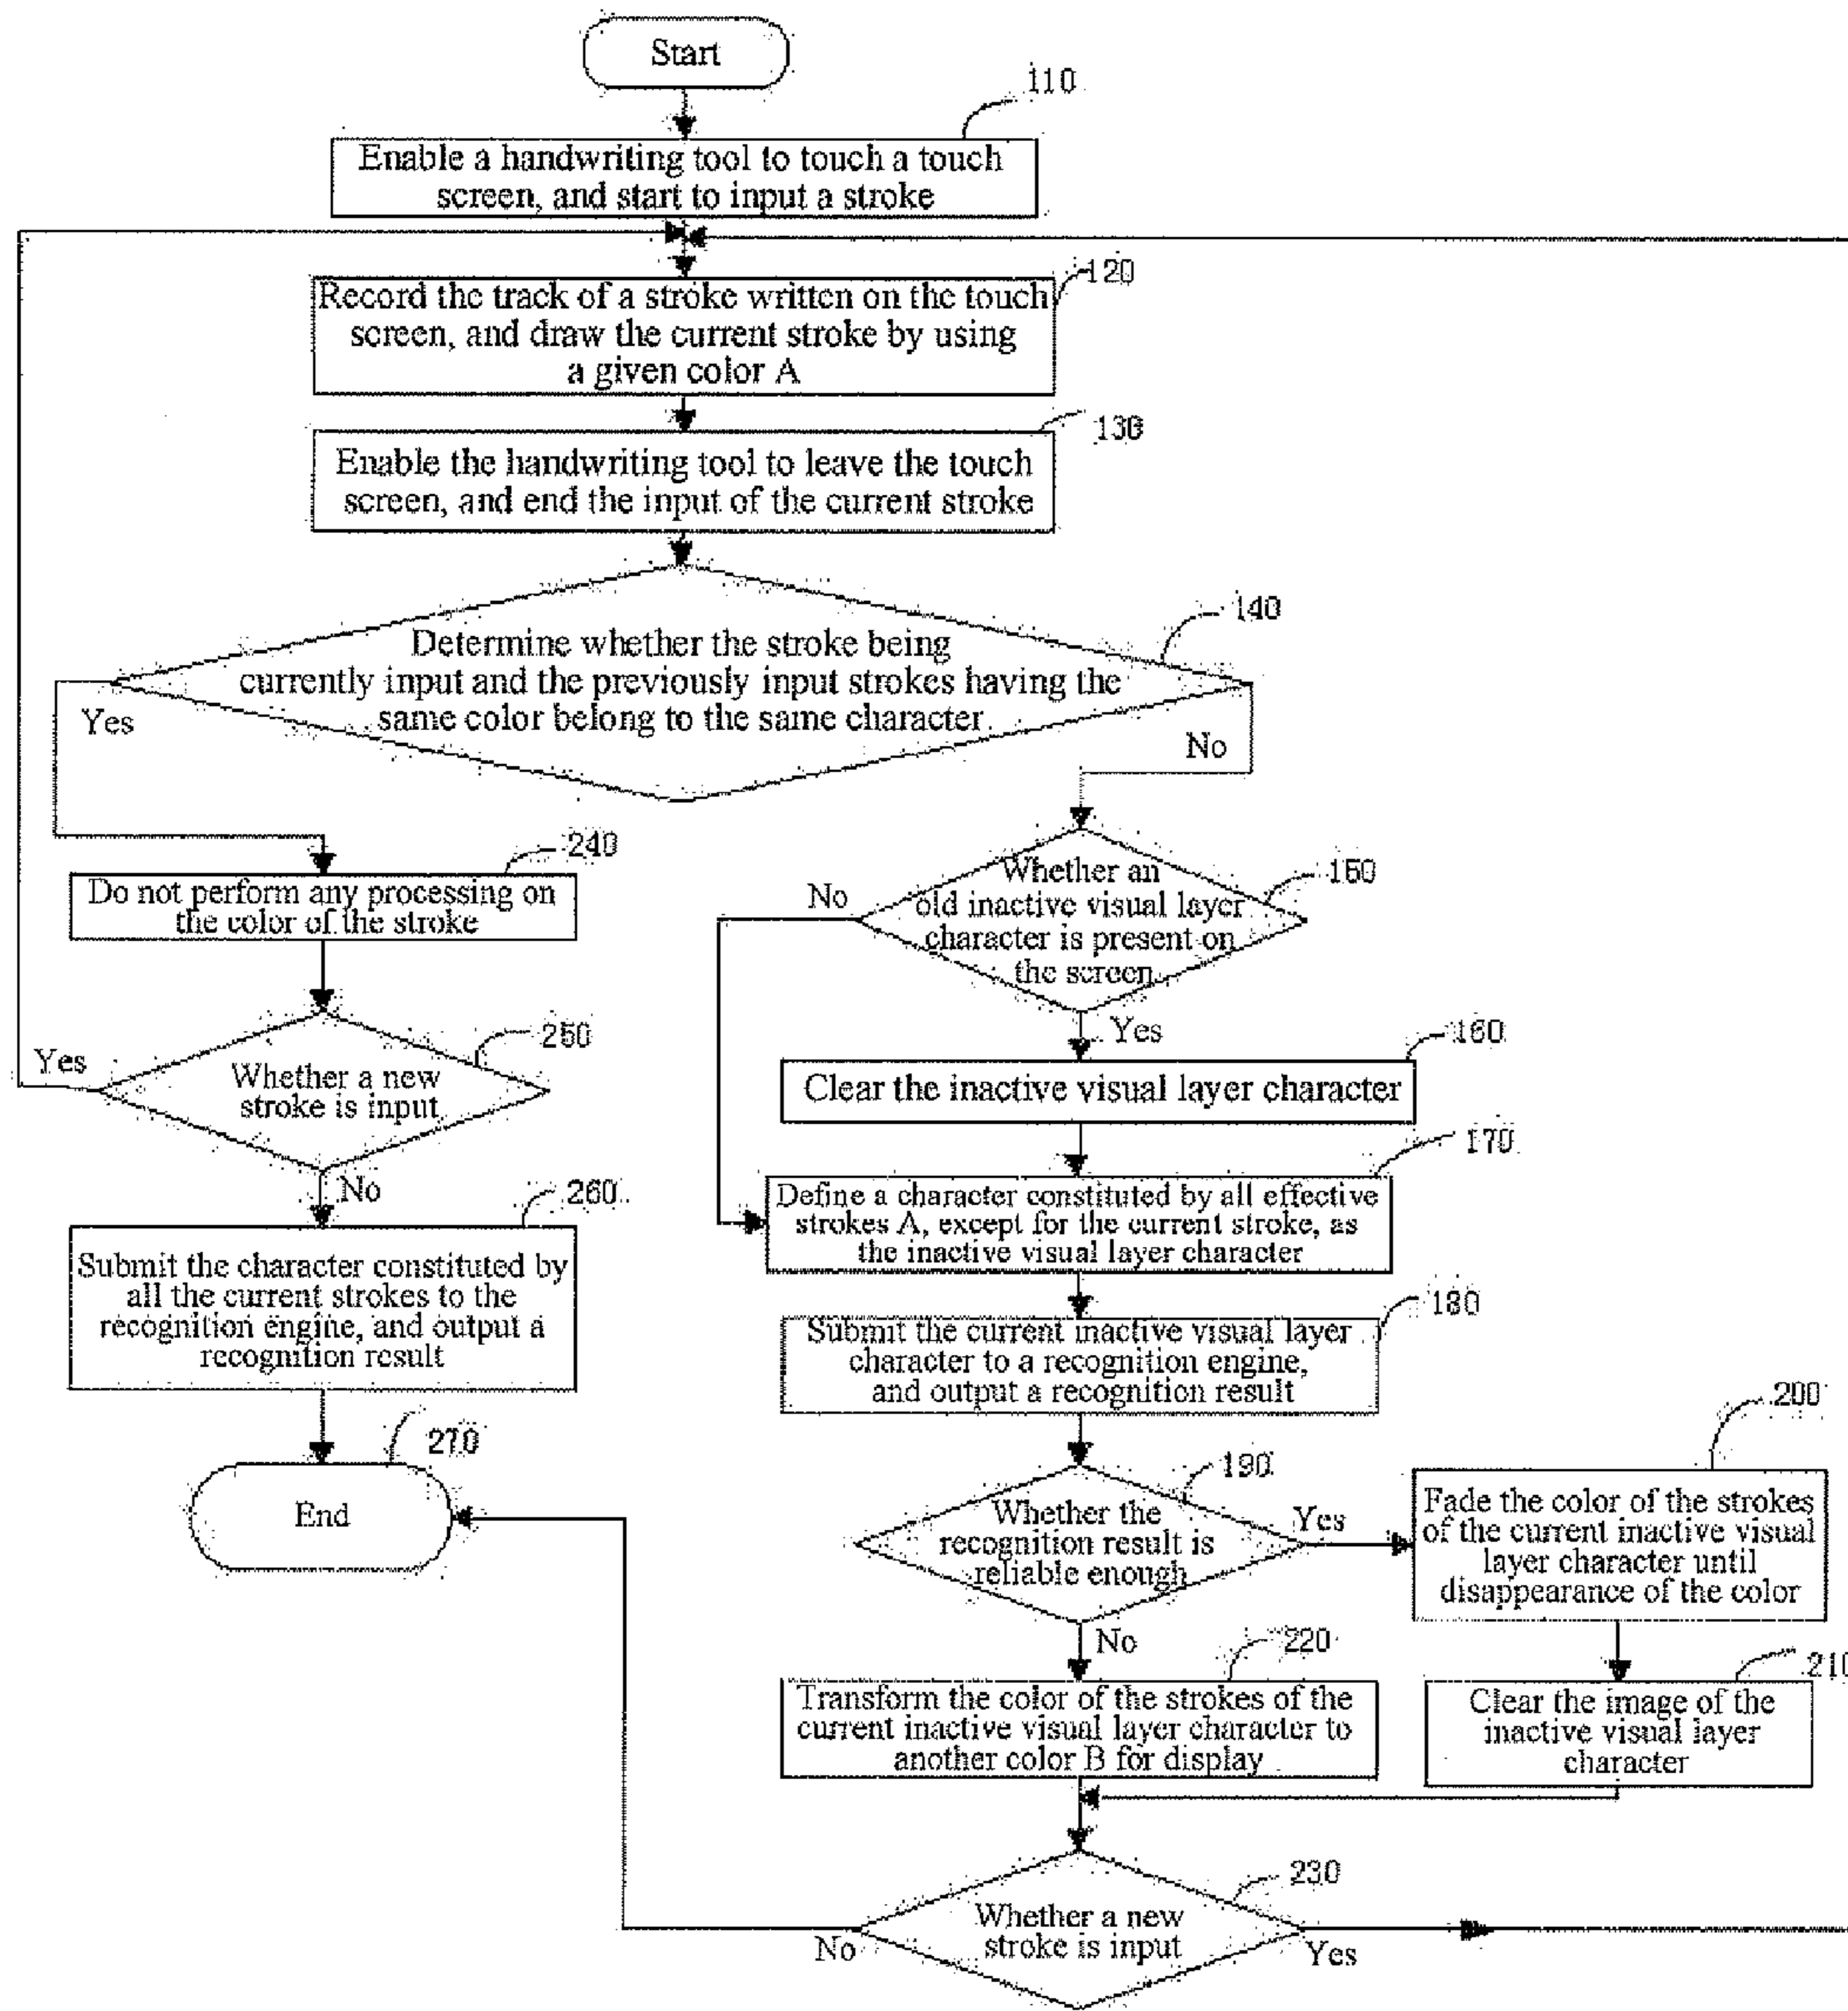 Start
110
Enable a handwriting tool to touch a touch
screen, and start to input a stroke
120
Record the track of a stroke written on the touch
screen, and draw the current stroke by using
a given color A
130
Enable the handwriting tool to leave the touch
screen, and end the input of the current stroke
140
Determine whether the stroke being
currently input and the previously input strokes having the
same color belong to the same character
Yes
No
240
Do not perform any processing on
the color of the stroke
250
Whether a new
stroke is input
Yes
No
260
Submit the character constituted by
all the current strokes to the
recognition engine, and output a
recognition result
270
End
150
Whether an
old inactive visual layer
character is present on
the screen
No
Yes
160
Clear the inactive visual layer character
170
Define a character constituted by all effective
strokes A, except for the current stroke, as
the inactive visual layer character
180
Submit the current inactive visual layer
character to a recognition engine,
and output a recognition result
190
Whether the
recognition result is
reliable enough
Yes
No
200
Fade the color of the strokes
of the current inactive visual
layer character until
disappearance of the color
210
Clear the image of the
inactive visual layer
character
220
Transform the color of the strokes of the
current inactive visual layer character to
another color B for display
230
Whether a new
stroke is input
No
Yes